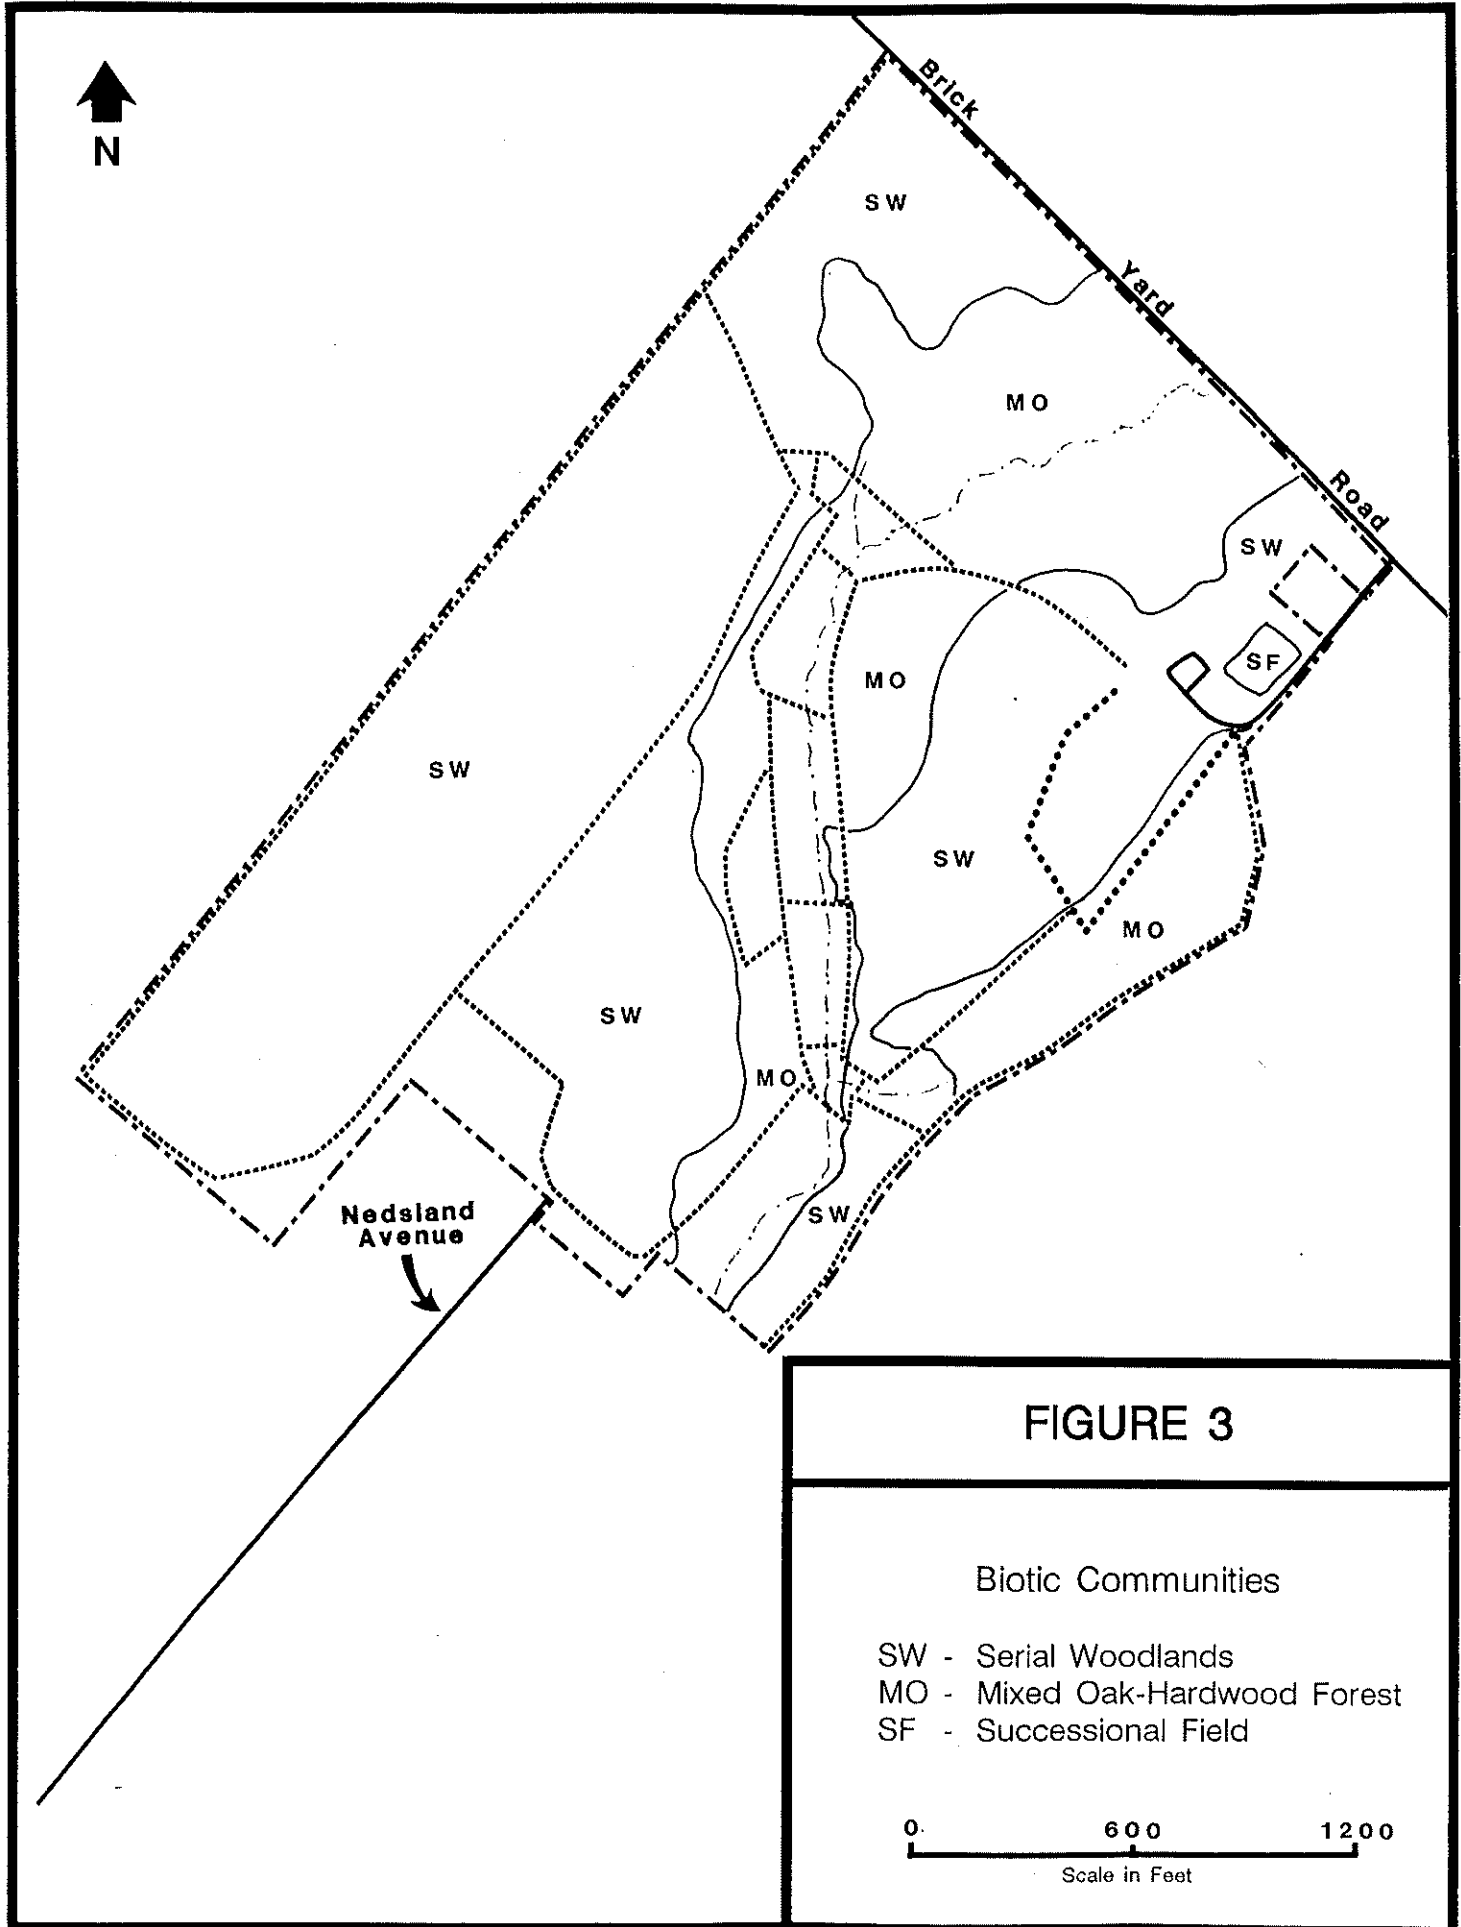 N
Brick
Yard
Road
SW
MO
SW
SF
MO
SW
SW
MO
SW
MO
SW
Nedsland
Avenue
FIGURE 3
Biotic Communities
SW - Serial Woodlands
MO - Mixed Oak-Hardwood Forest
SF - Successional Field
0 600 1200
Scale in Feet